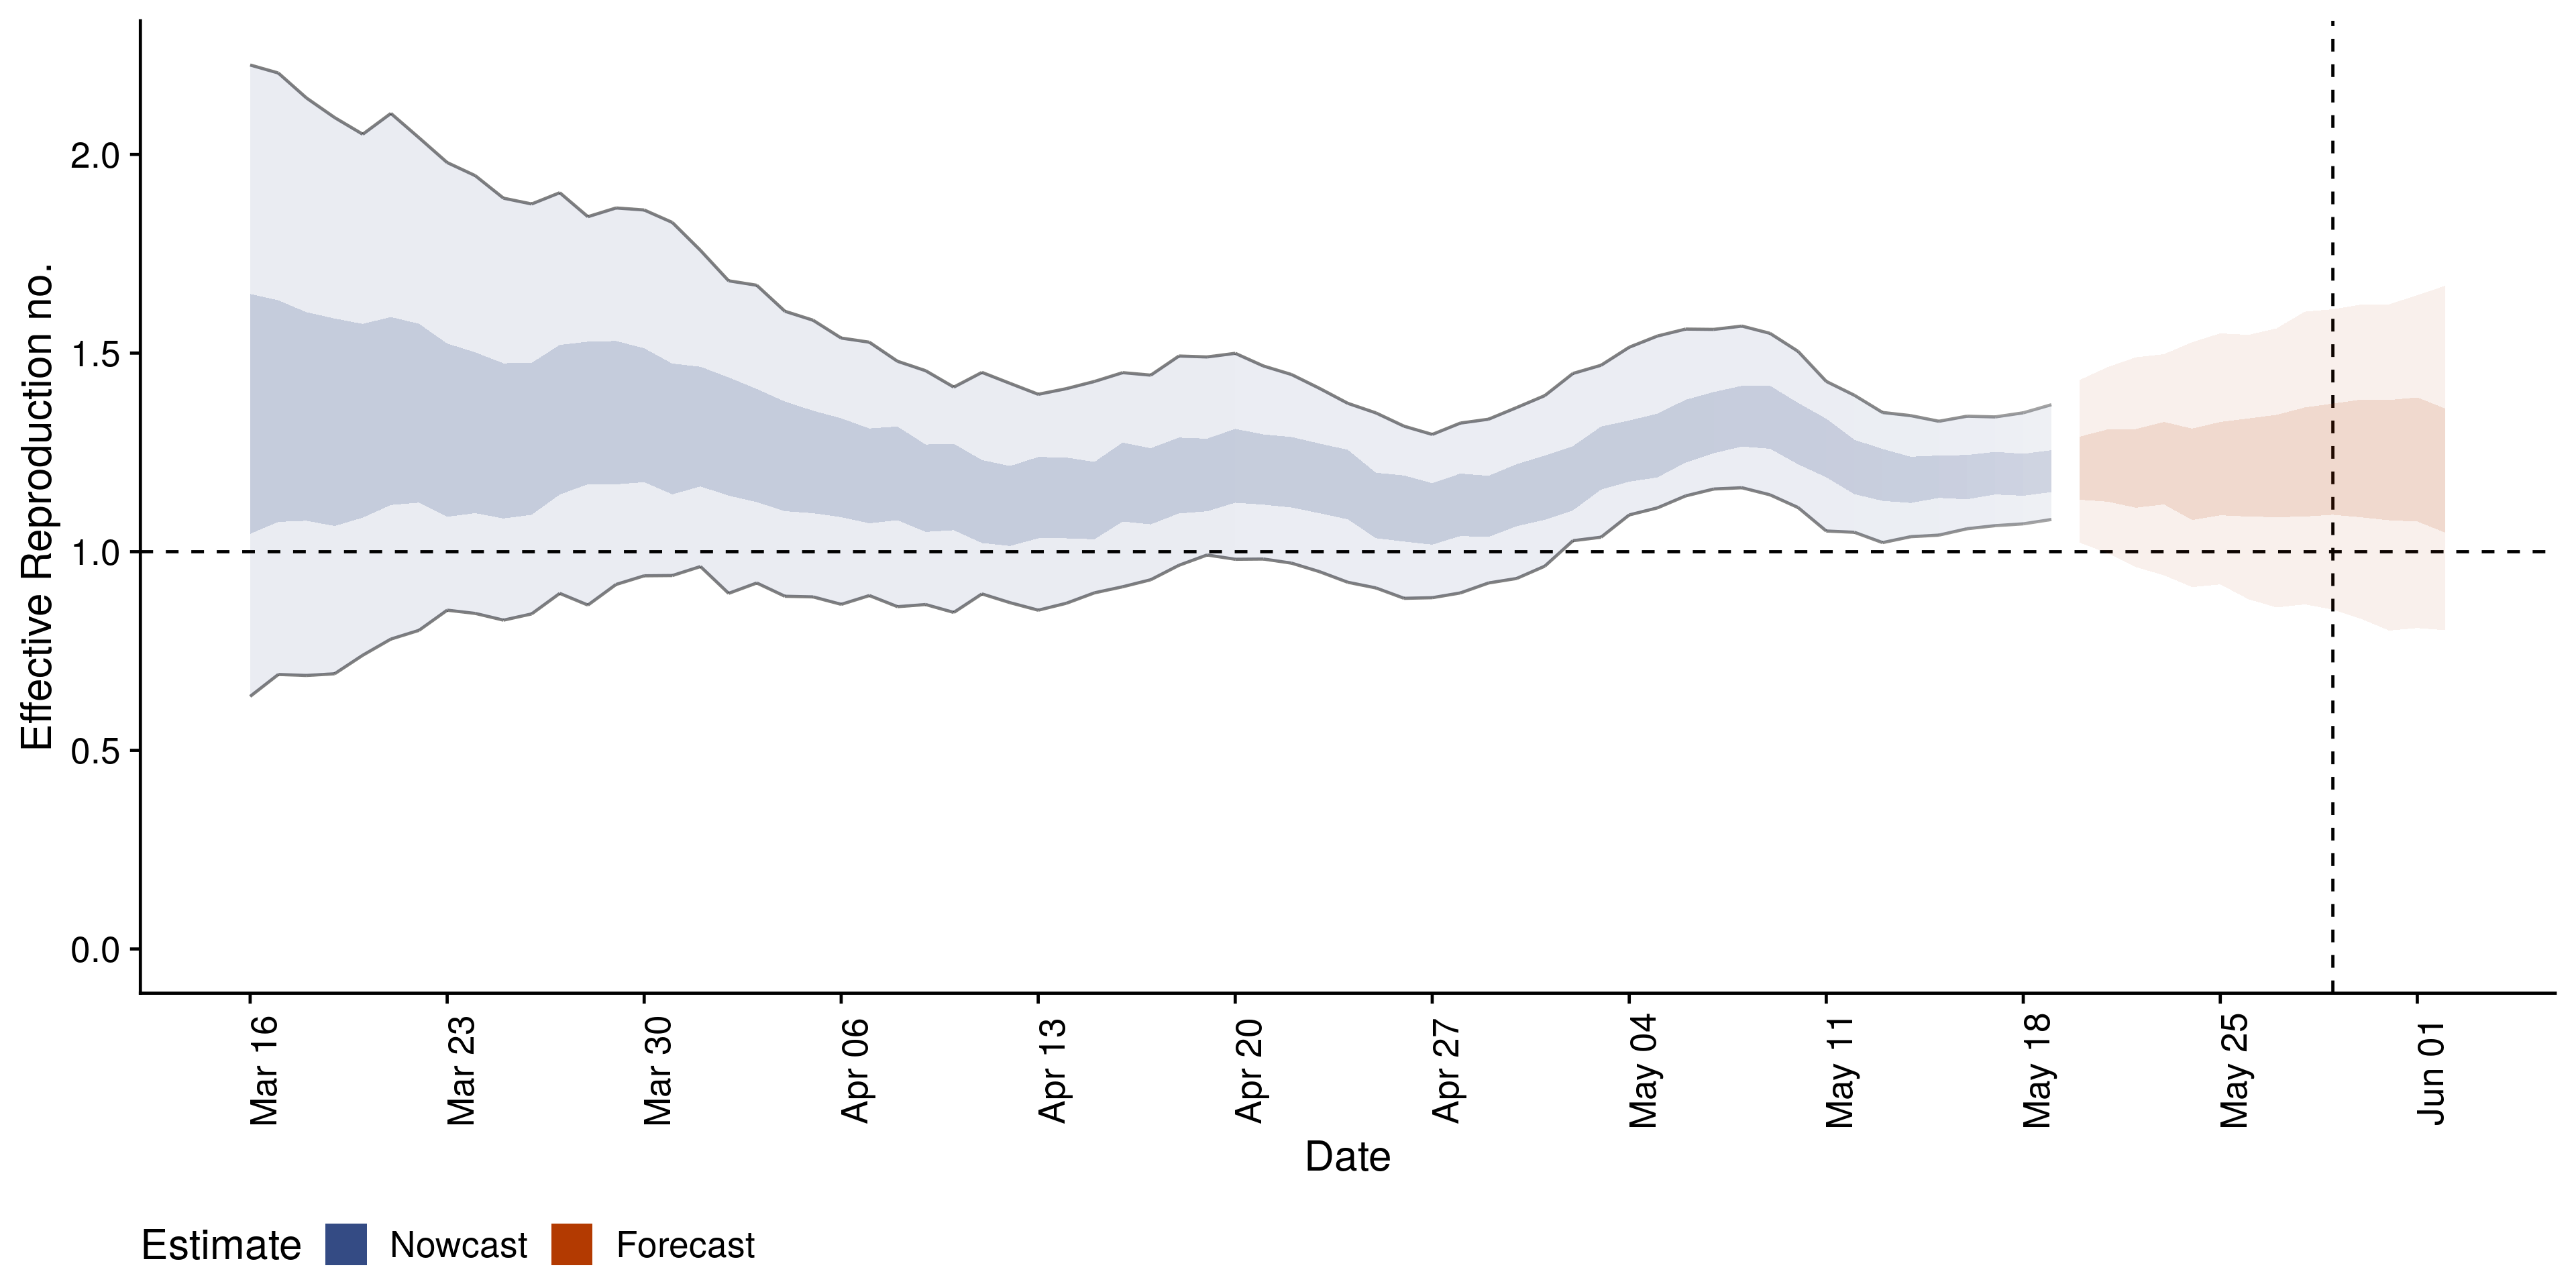 Effective Reproduction no.
2.0
1.5
1.0
0.5
0.0
Mar 16
Mar 23
Mar 30
Apr 06
Apr 13
Apr 20
Apr 27
May 04
May 11
May 18
May 25
Jun 01
Date
Estimate Nowcast Forecast